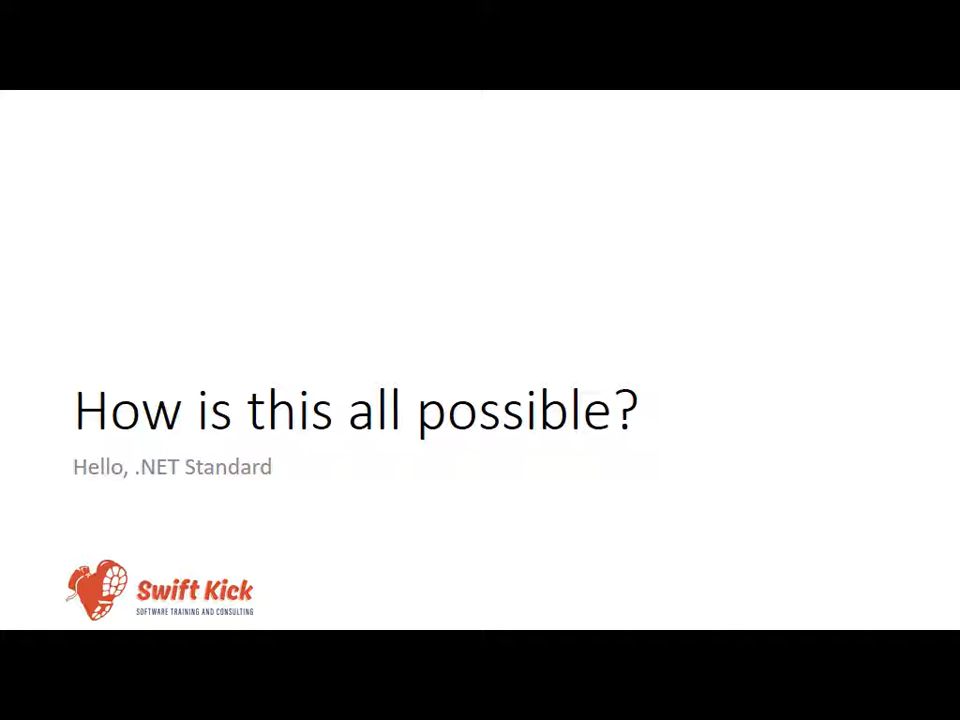 How is this all possible?
Hello, .NET Standard
Swift Kick
SOFTWARE TRAINING AND CONSULTING